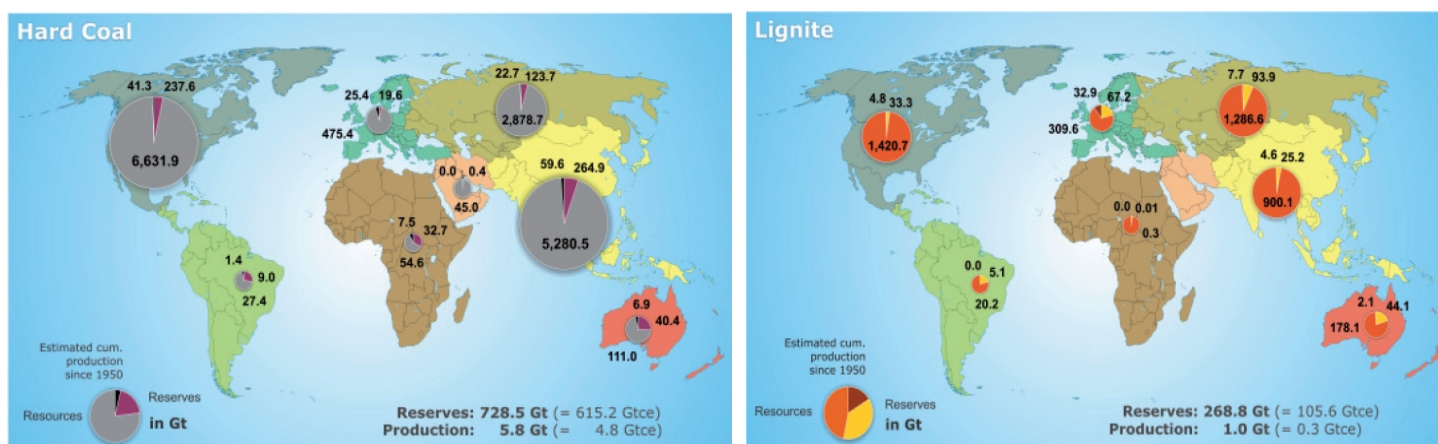 Hard Coal
41.3 237.6
6,631.9
25.4 19.6
475.4
22.7 123.7
2,878.7
0.0 0.4
45.0
59.6 264.9
5,280.5
7.5 32.7
54.6
1.4 9.0
27.4
6.9 40.4
111.0
Estimated cum.
production
since 1950
Resources Reserves
in Gt
Reserves: 728.5 Gt (= 615.2 Gtce)
Production: 5.8 Gt (= 4.8 Gtce)
Lignite
4.8 33.3
1,420.7
32.9 67.2
309.6
7.7 93.9
1,286.6
4.6 25.2
900.1
0.0 0.01
0.3
0.0 5.1
20.2
2.1 44.1
178.1
Estimated cum.
production
since 1950
Resources Reserves
in Gt
Reserves: 268.8 Gt (= 105.6 Gtce)
Production: 1.0 Gt (= 0.3 Gtce)